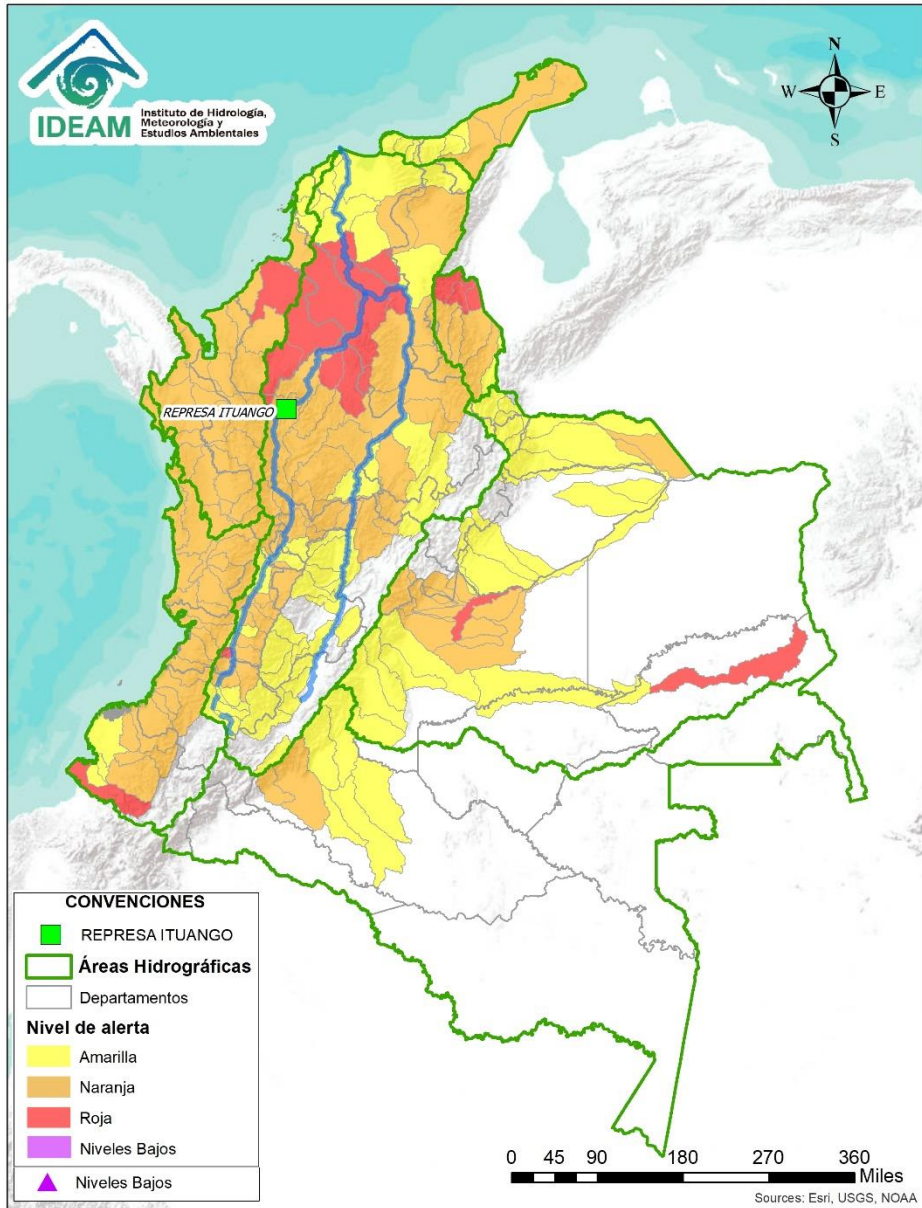 IDEAM
Instituto de Hidrología,
Meteorología y
Estudios Ambientales
N
W
E
S
REPRESA ITUANGO
CONVENCIONES
REPRESA ITUANGO
Áreas Hidrográficas
Departamentos
Nivel de alerta
Amarilla
Naranja
Roja
Niveles Bajos
Niveles Bajos
0 45 90 180 270 360
Miles
Sources: Esri, USGS, NOAA